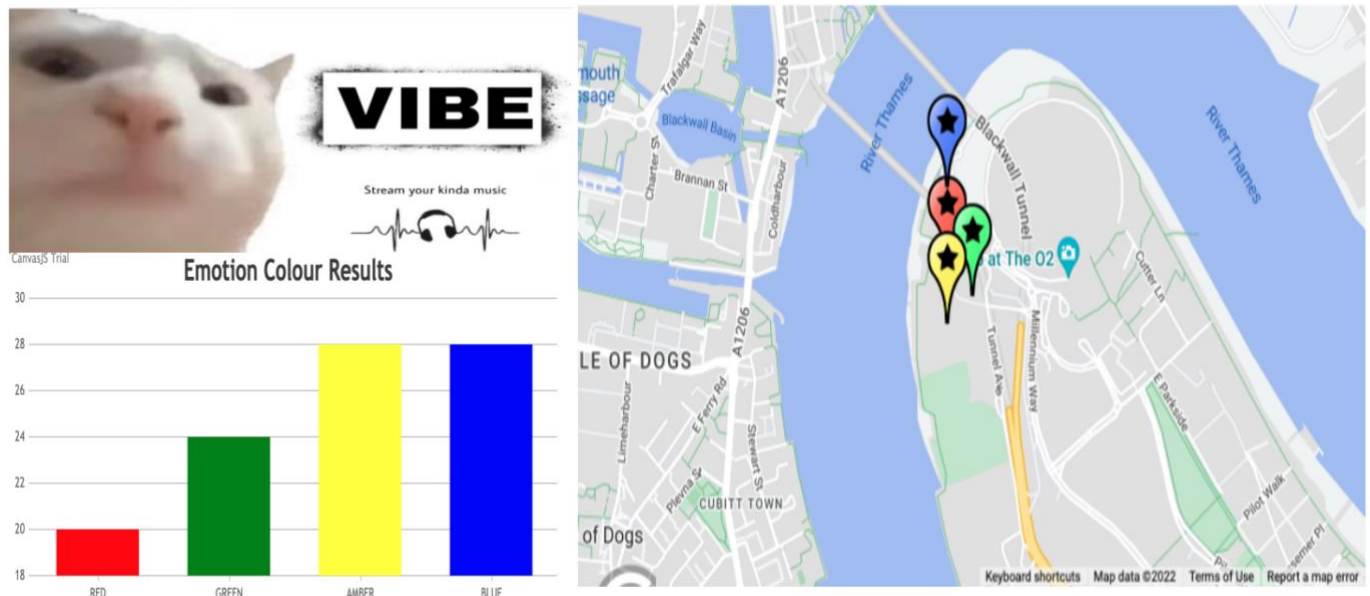 VIBE
Stream your kinda music
CanvasJS Trial
Emotion Colour Results
30
28
26
24
22
20
18
RED
GREEN
AMBER
BLUE
mouth
ssage
Trafalgar Way
A1206
Blackwall Basin
Charter St
Brannan St
Coldharbour
River Thames
Blackwall Tunnel
River Thames
at The O2
Cutter Ln
A1206
LE OF DOGS
Limeharbour
E Ferry Rd
Stewart St
Plevna St
CUBITT TOWN
of Dogs
Tunnel Ave
Millennium Way
E Parkside
Pilot Walk
Keyboard shortcuts Map data ©2022 Terms of Use Report a map error